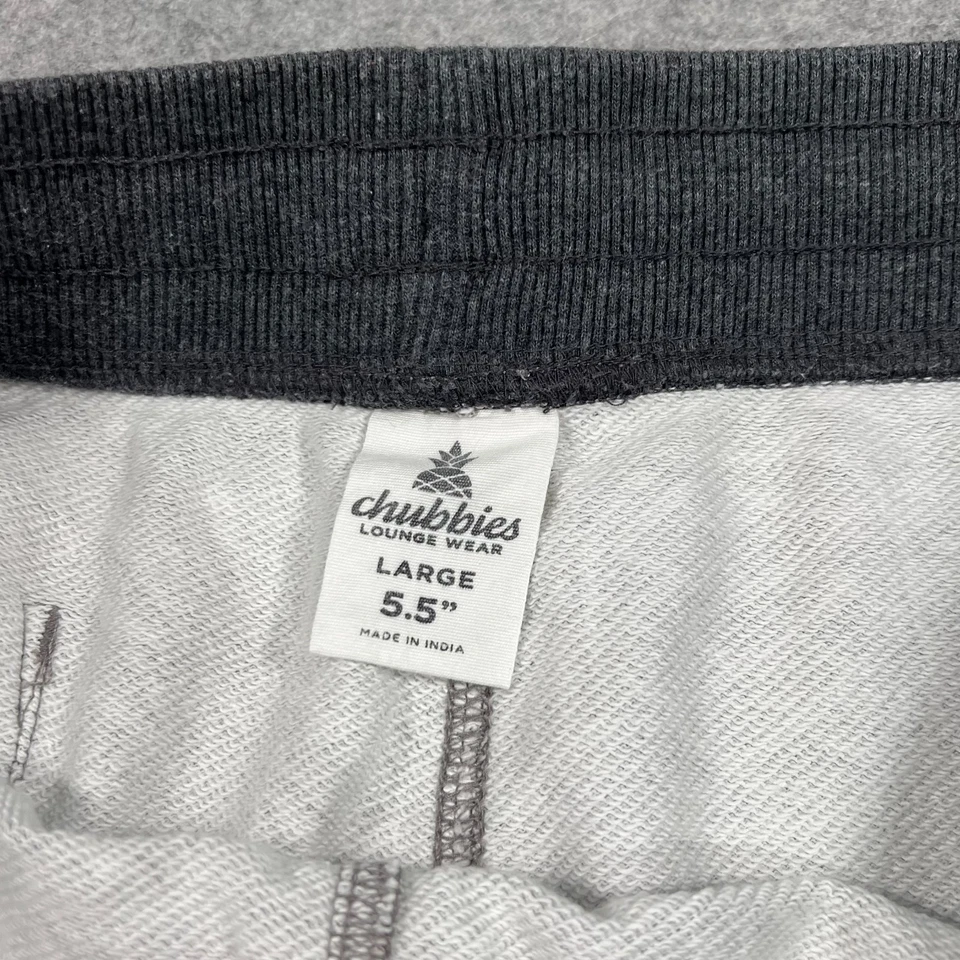 chubbies
LOUNGE WEAR
LARGE
5.5”
MADE IN INDIA